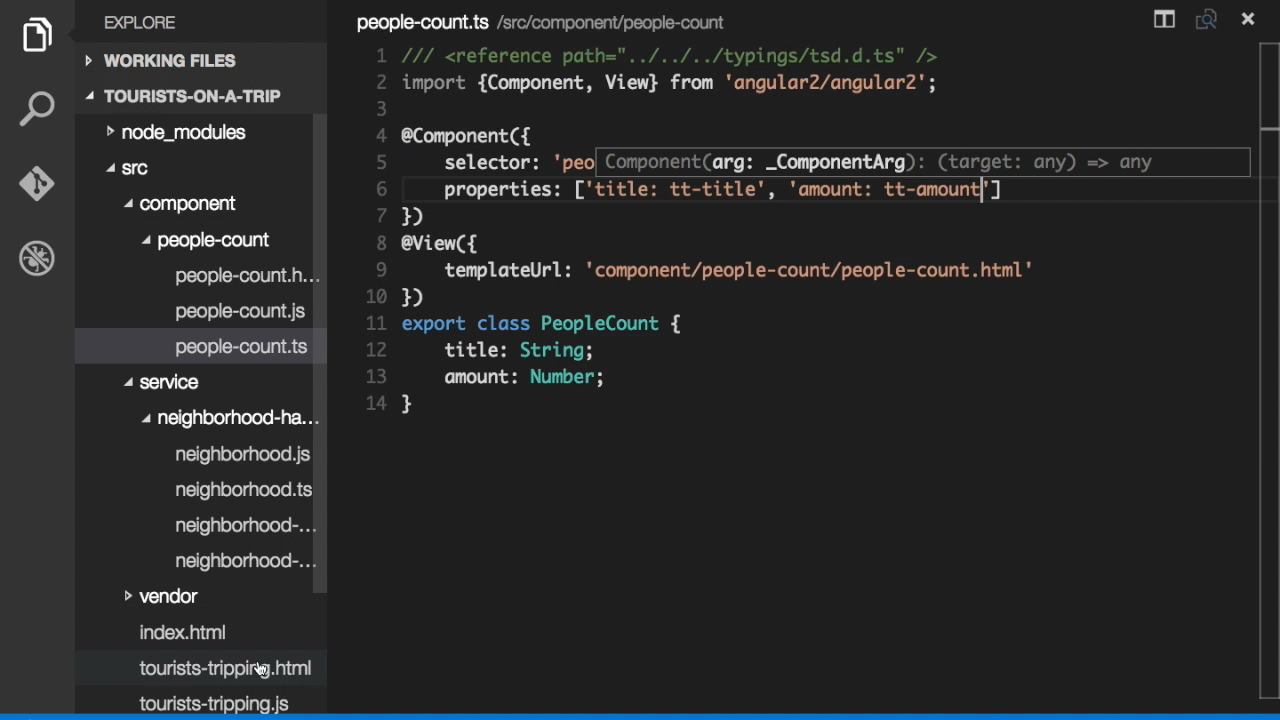 EXPLORE
WORKING FILES
TOURISTS-ON-A-TRIP
node_modules
src
component
people-count
people-count.h...
people-count.js
people-count.ts
service
neighborhood-ha...
neighborhood.js
neighborhood.ts
neighborhood-...
neighborhood-...
vendor
index.html
tourists-tripping.html
tourists-tripping.js
people-count.ts /src/component/people-count
1 /// <reference path="../../../typings/tsd.d.ts" />
2 import {Component, View} from 'angular2/angular2';
3
4 @Component({
5 selector: 'peo Component(arg: _ComponentArg): (target: any) => any
6 properties: ['title: tt-title', 'amount: tt-amount']
7 })
8 @View({
9 templateUrl: 'component/people-count/people-count.html'
10 })
11 export class PeopleCount {
12 title: String;
13 amount: Number;
14 }